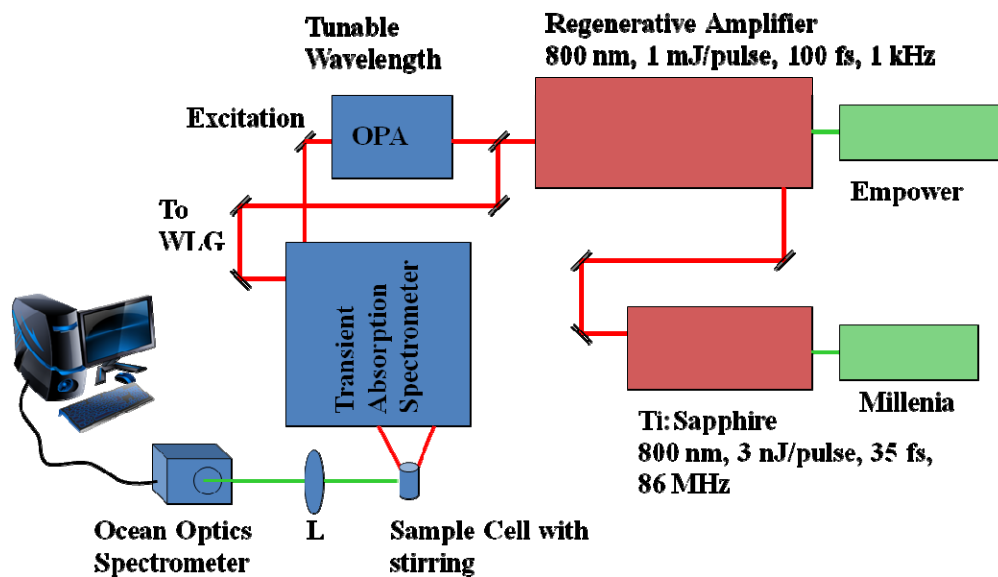 Tunable
Wavelength
Regenerative Amplifier
800 nm, 1 mJ/pulse, 100 fs, 1 kHz
Excitation
OPA
Empower
To
WLG
Transient
Absorption
Spectrometer
Millenia
Ti:Sapphire
800 nm, 3 nJ/pulse, 35 fs,
86 MHz
Ocean Optics
Spectrometer
L
Sample Cell with
stirring